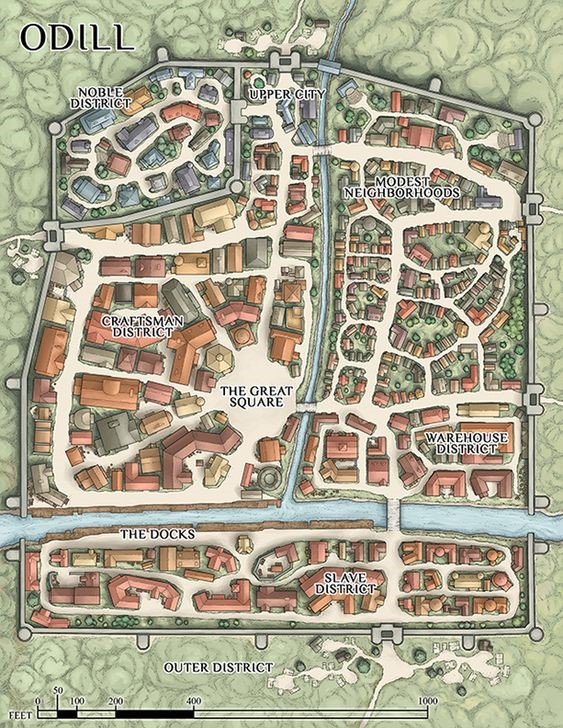 ODILL
NOBLE
DISTRICT
UPPER CITY
MODEST
NEIGHBORHOODS
CRAFTSMAN
DISTRICT
THE GREAT
SQUARE
WAREHOUSE
DISTRICT
THE DOCKS
SLAVE
DISTRICT
OUTER DISTRICT
FEET 0 50 100 200 400 1000